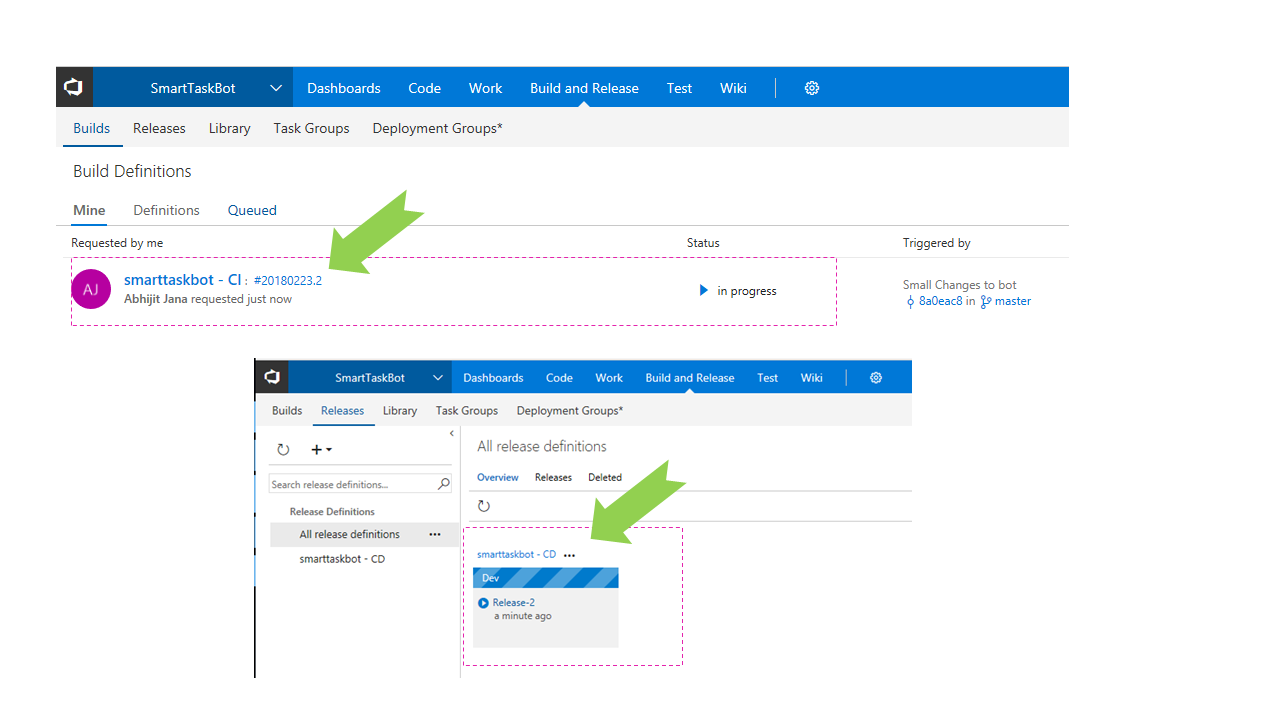 SmartTaskBot Dashboards Code Work Build and Release Test Wiki
Builds Releases Library Task Groups Deployment Groups*
Build Definitions
Mine Definitions Queued
Requested by me Status Triggered by
AJ smarttaskbot - CI : #20180223.2
Abhijit Jana requested just now
in progress
Small Changes to bot
8a0eac8 in master
SmartTaskBot Dashboards Code Work Build and Release Test Wiki
Builds Releases Library Task Groups Deployment Groups*
Search release definitions...
Release Definitions
All release definitions ...
smarttaskbot - CD
All release definitions
Overview Releases Deleted
smarttaskbot - CD ...
Dev
Release-2
a minute ago